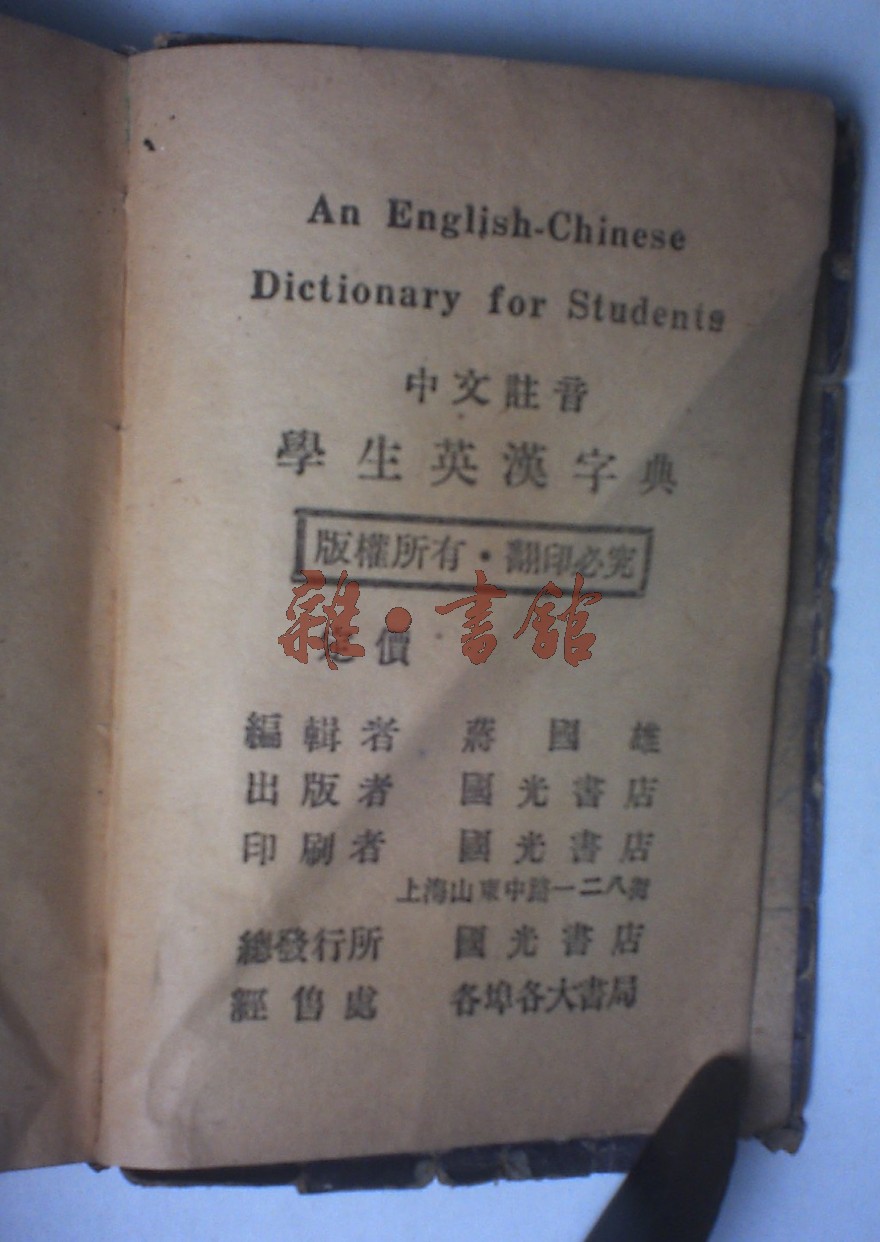 An English-Chinese
Dictionary for Students
中文註音
學生英漢字典
版權所有·翻印必究
雜·書館
定價
編輯者 蔣國雄
出版者 國光書店
印刷者 國光書店
上海山東中路一二八號
總發行所 國光書店
經售處 各埠各大書局